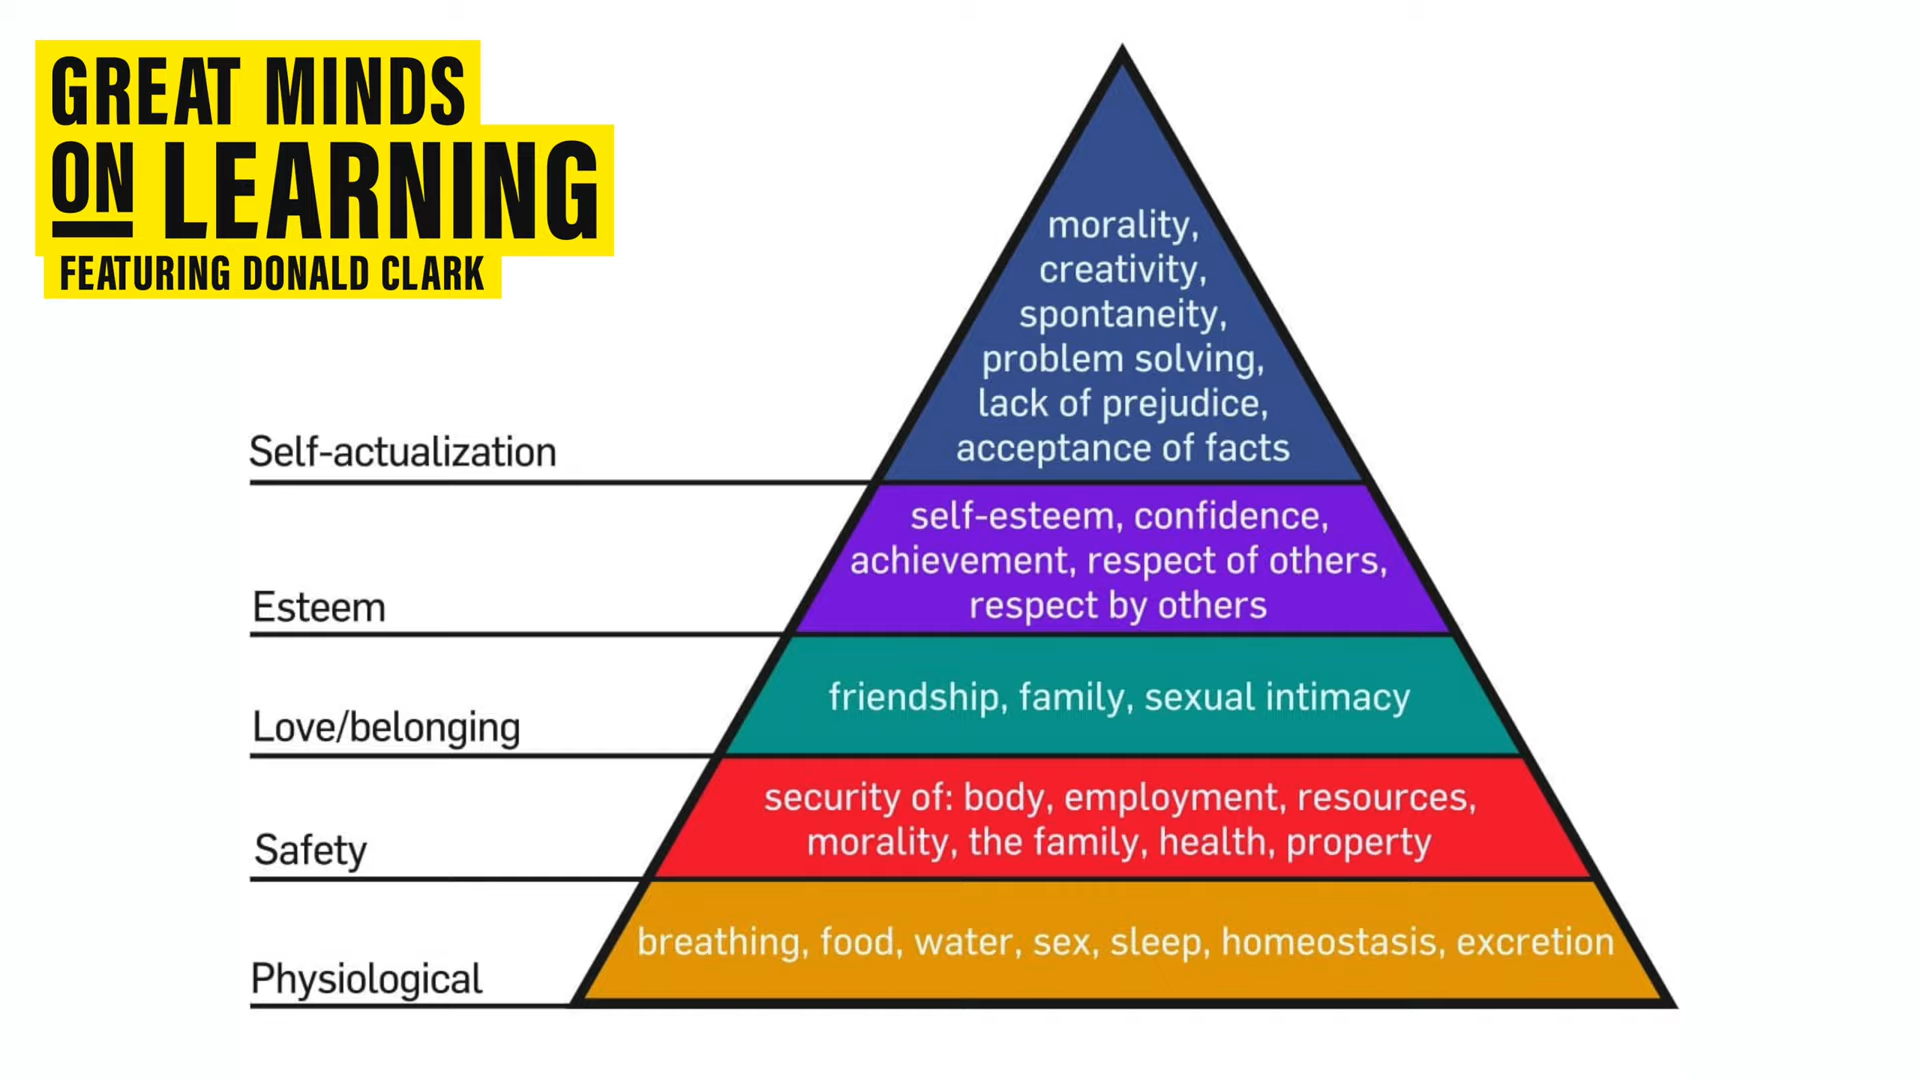 GREAT MINDS
ON LEARNING
FEATURING DONALD CLARK
morality,
creativity,
spontaneity,
problem solving,
lack of prejudice,
acceptance of facts
Self-actualization
self-esteem, confidence,
achievement, respect of others,
respect by others
Esteem
friendship, family, sexual intimacy
Love/belonging
security of: body, employment, resources,
morality, the family, health, property
Safety
breathing, food, water, sex, sleep, homeostasis, excretion
Physiological